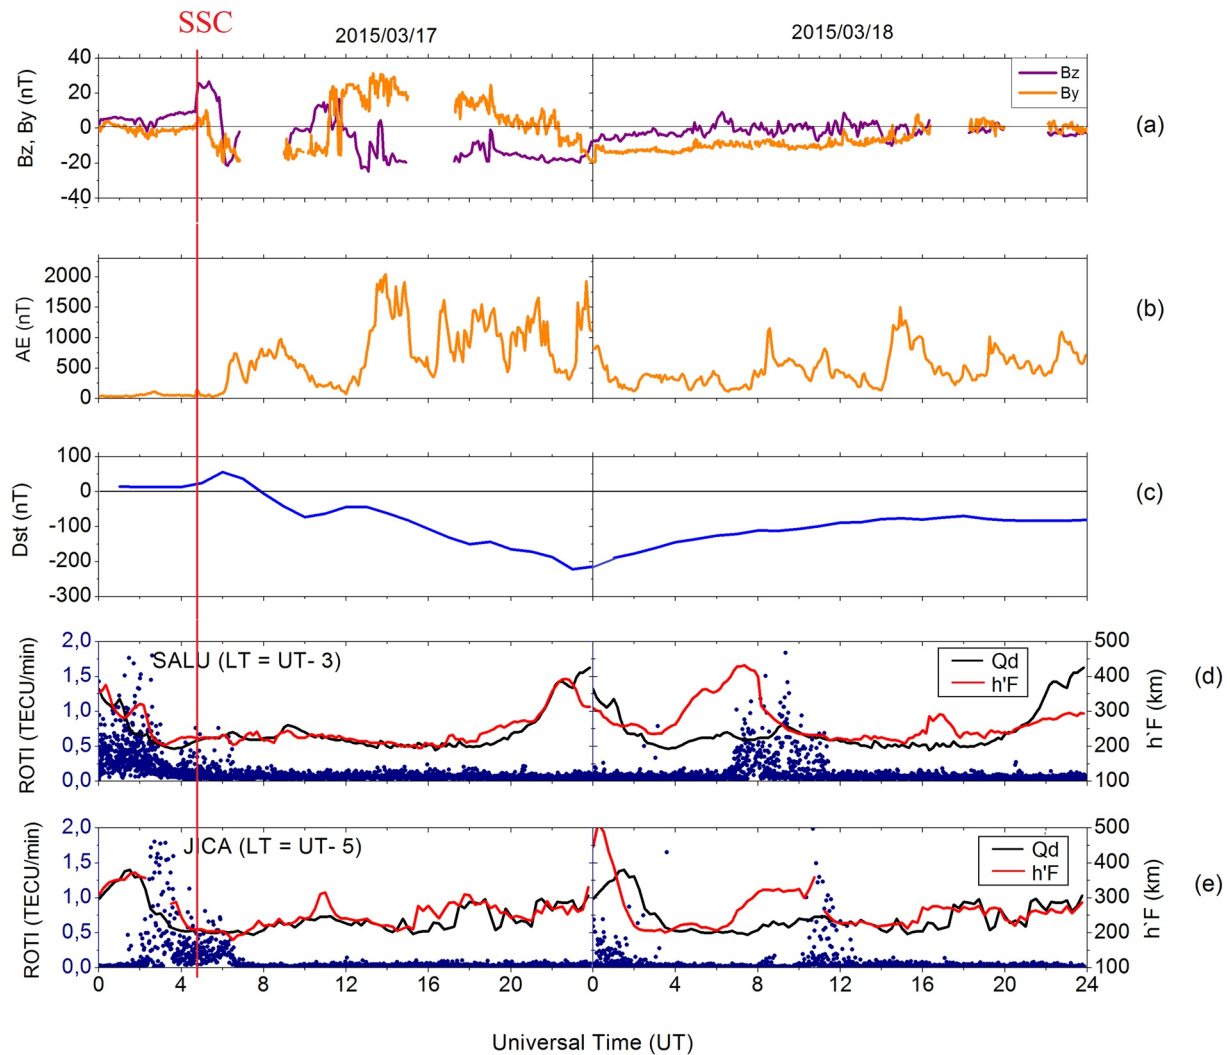 SSC
2015/03/17
2015/03/18
40
20
0
-20
-40
Bz, By (nT)
Bz
By
(a)
2000
1500
1000
500
0
AE (nT)
(b)
100
0
-100
-200
-300
Dst (nT)
(c)
2,0
1,5
1,0
0,5
0,0
ROTI (TECU/min)
SALU (LT = UT- 3)
Qd
h'F
500
400
300
200
100
h'F (km)
(d)
2,0
1,5
1,0
0,5
0,0
ROTI (TECU/min)
JICA (LT = UT- 5)
Qd
h'F
500
400
300
200
100
h'F (km)
(e)
0 4 8 12 16 20 0 4 8 12 16 20 24
Universal Time (UT)